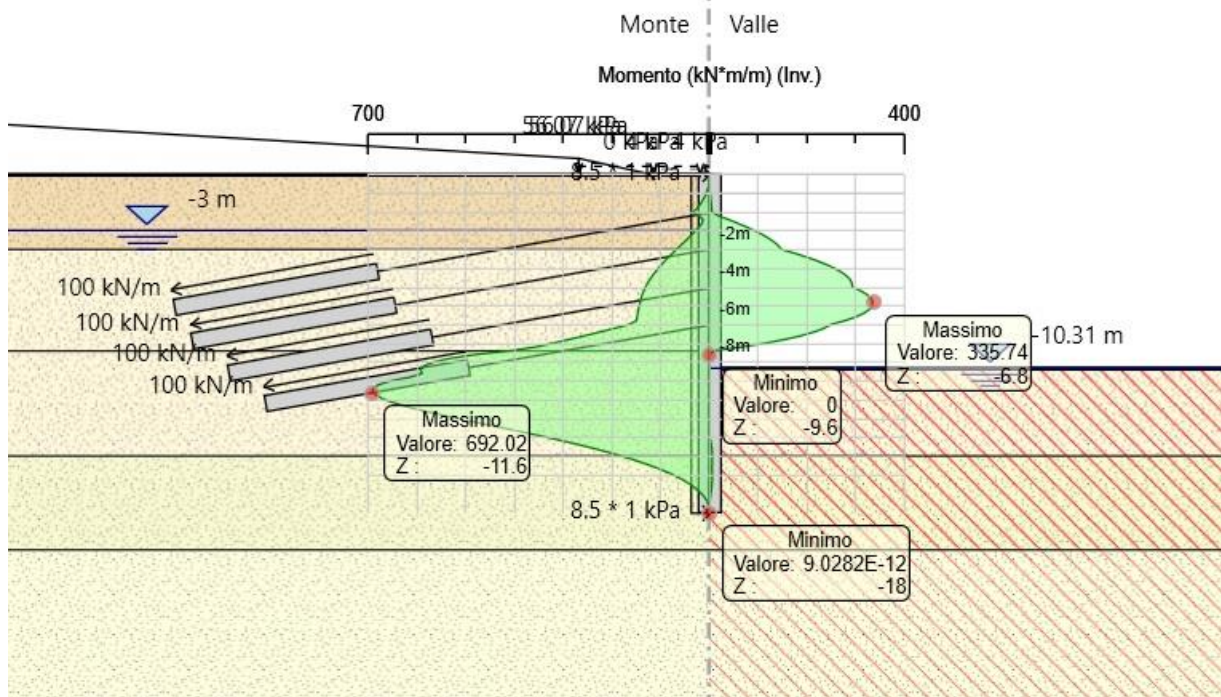 Monte Valle
Momento (kN*m/m) (Inv.)
700 400
8.5 * 1 kPa
-3 m
-2m
-4m
-6m
-8m
100 kN/m
100 kN/m
100 kN/m
100 kN/m
-10.31 m
Massimo
Valore: 335.74
Z : -6.8
Minimo
Valore: 0
Z : -9.6
Massimo
Valore: 692.02
Z : -11.6
8.5 * 1 kPa
Minimo
Valore: 9.0282E-12
Z : -18